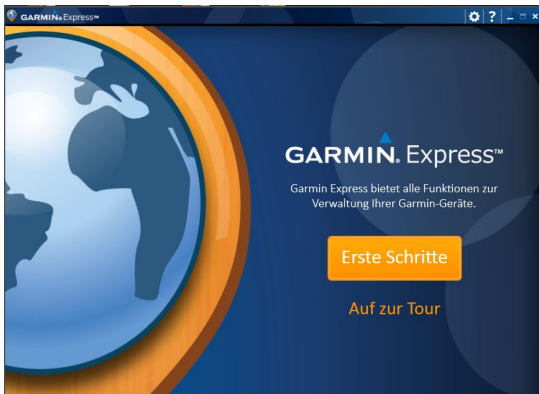 GARMIN. Express™
?
GARMIN. Express™
Garmin Express bietet alle Funktionen zur
Verwaltung Ihrer Garmin-Geräte.
Erste Schritte
Auf zur Tour